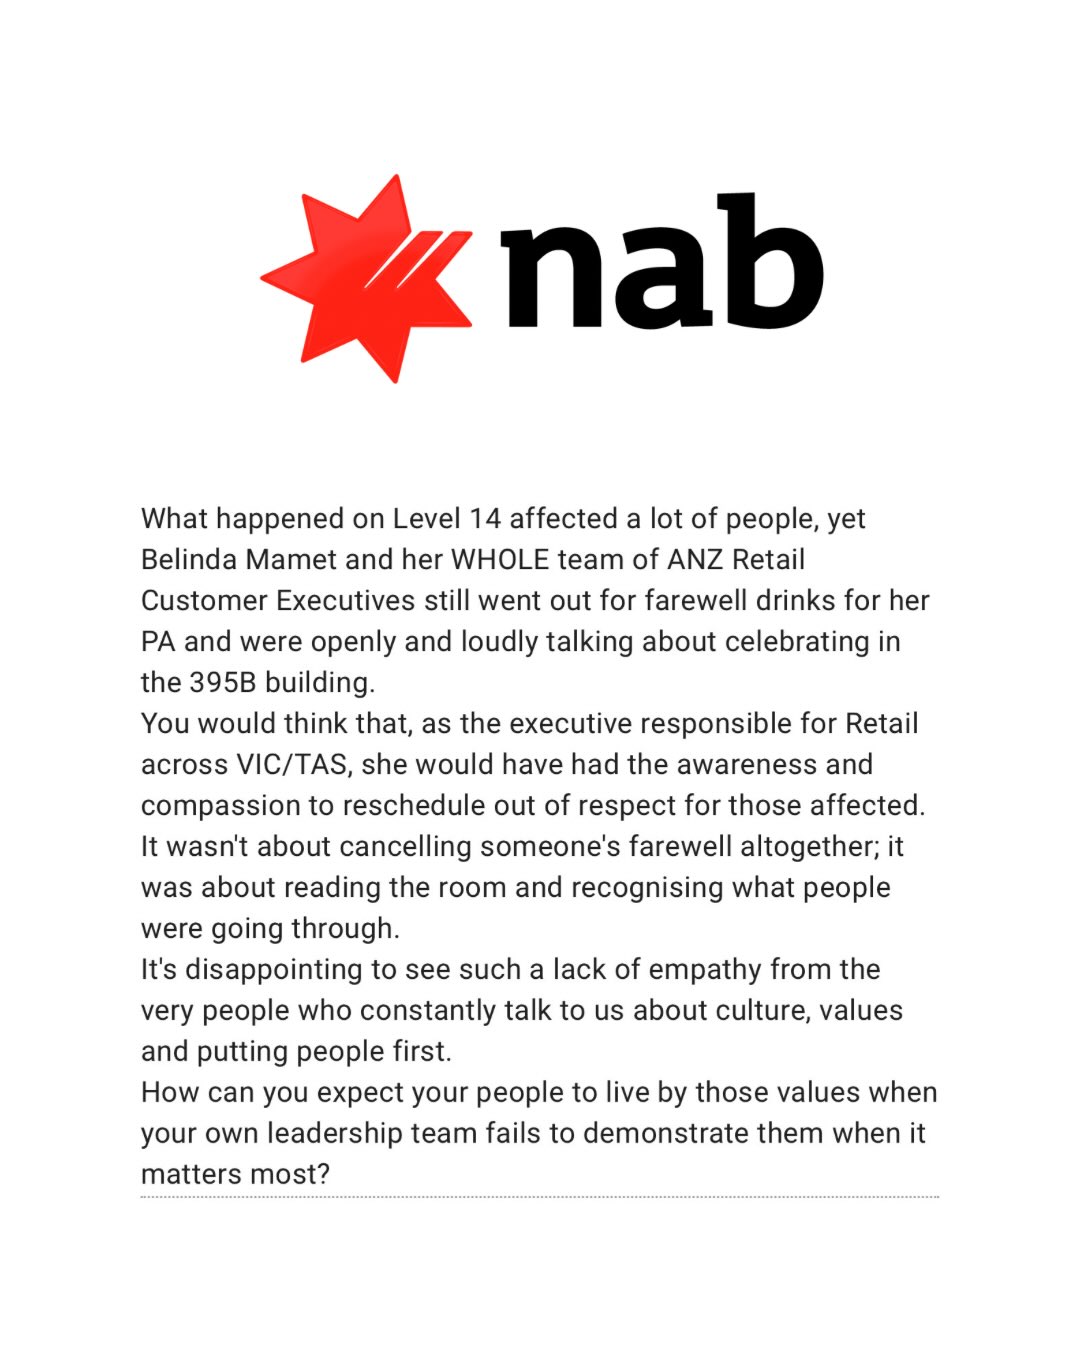 nab
What happened on Level 14 affected a lot of people, yet
Belinda Mamet and her WHOLE team of ANZ Retail
Customer Executives still went out for farewell drinks for her
PA and were openly and loudly talking about celebrating in
the 395B building.
You would think that, as the executive responsible for Retail
across VIC/TAS, she would have had the awareness and
compassion to reschedule out of respect for those affected.
It wasn't about cancelling someone's farewell altogether; it
was about reading the room and recognising what people
were going through.
It's disappointing to see such a lack of empathy from the
very people who constantly talk to us about culture, values
and putting people first.
How can you expect your people to live by those values when
your own leadership team fails to demonstrate them when it
matters most?